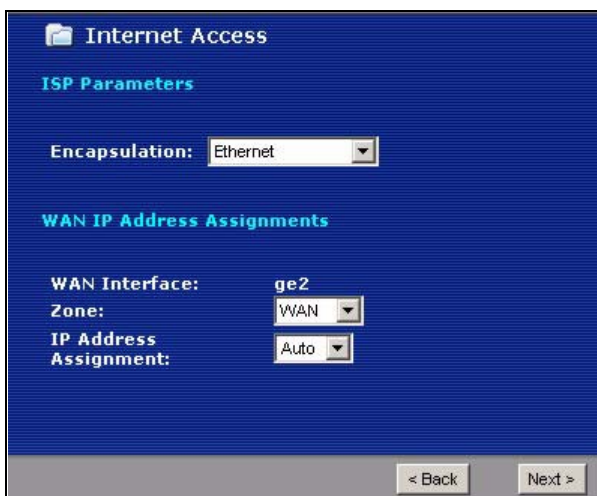 Internet Access
ISP Parameters
Encapsulation: Ethernet
WAN IP Address Assignments
WAN Interface: ge2
Zone: WAN
IP Address
Assignment: Auto
< Back Next >